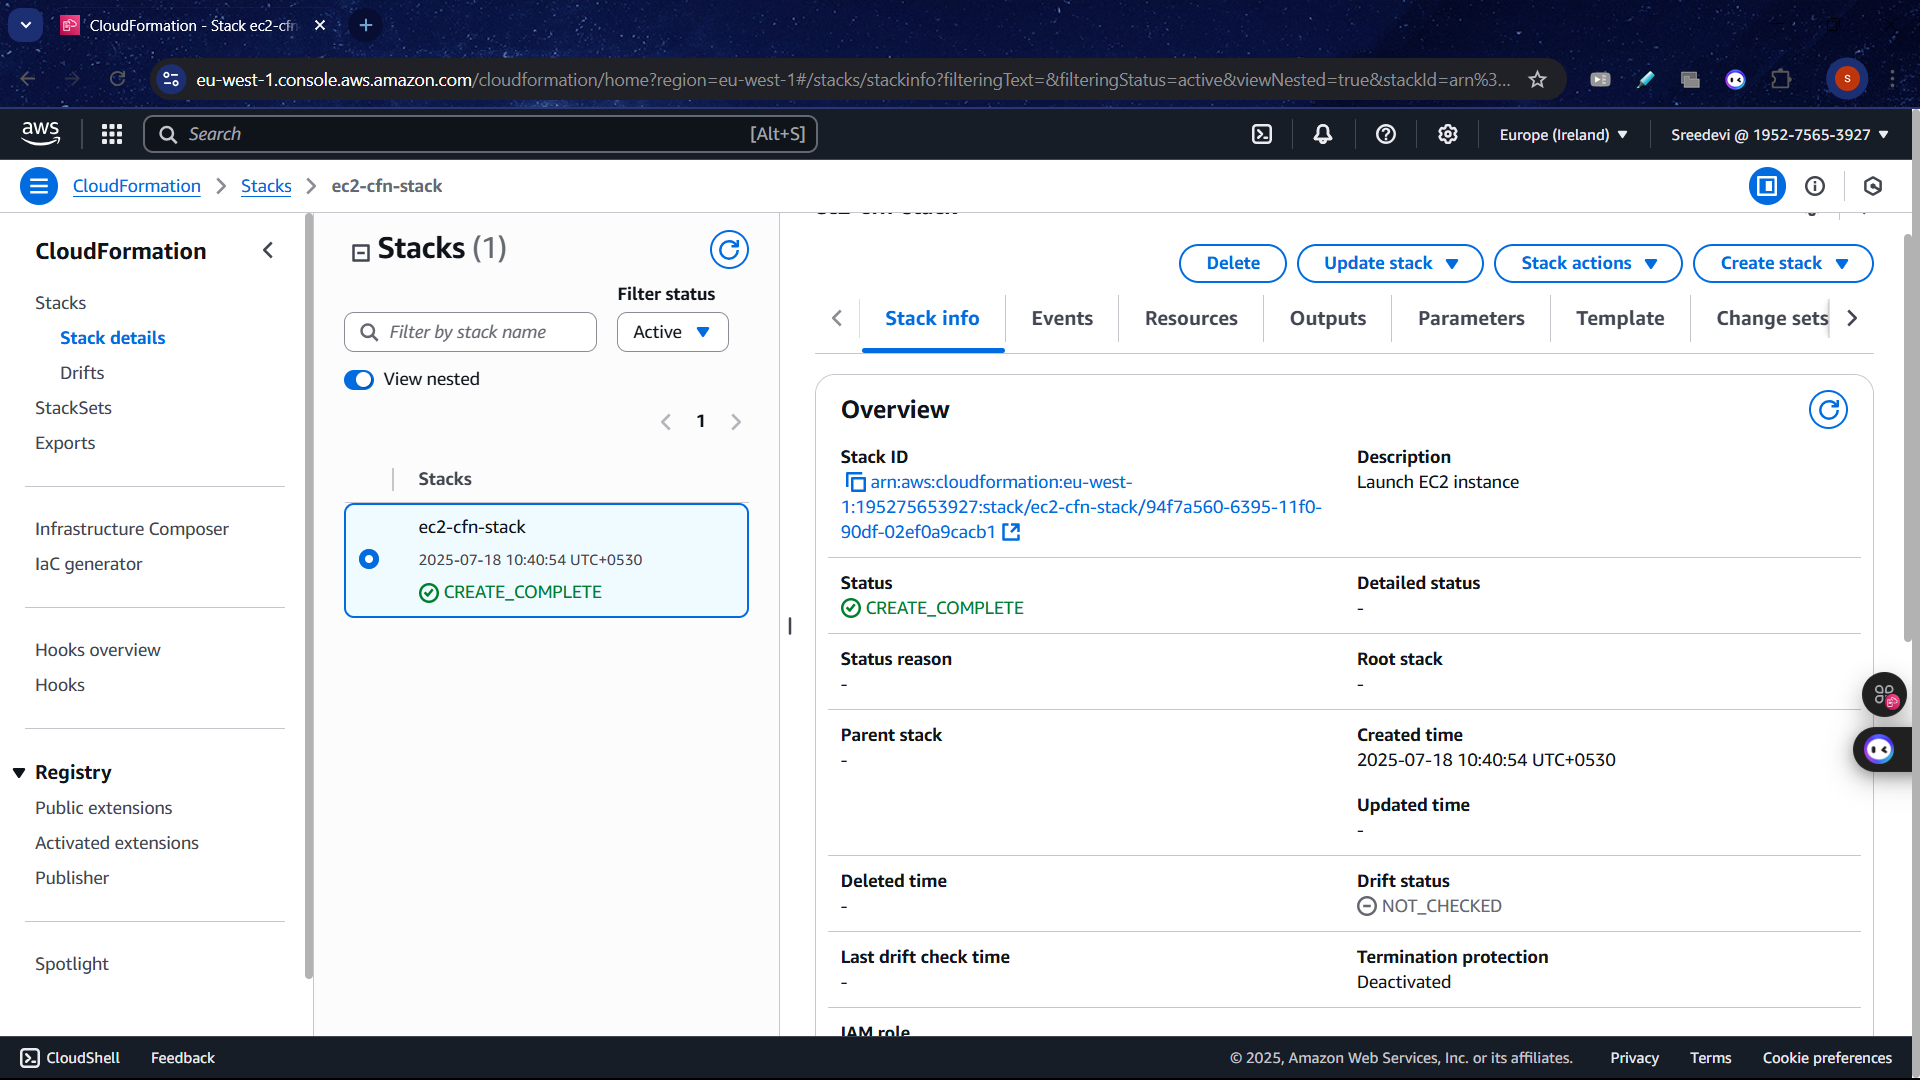 CloudFormation - Stack ec2-cfn
eu-west-1.console.aws.amazon.com/cloudformation/home?region=eu-west-1#/stacks/stackinfo?filteringText=&filteringStatus=active&viewNested=true&stackId=arn%3...
S
aws
Search [Alt+S]
Europe (Ireland)
Sreedevi @ 1952-7565-3927
CloudFormation
Stacks
ec2-cfn-stack
CloudFormation
Stacks
Stack details
Drifts
StackSets
Exports
Infrastructure Composer
IaC generator
Hooks overview
Hooks
Registry
Public extensions
Activated extensions
Publisher
Spotlight
Stacks (1)
Filter status
Filter by stack name
Active
View nested
1
Stacks
ec2-cfn-stack
2025-07-18 10:40:54 UTC+0530
CREATE_COMPLETE
ec2-cfn-stack
Delete
Update stack
Stack actions
Create stack
Stack info
Events
Resources
Outputs
Parameters
Template
Change sets
Overview
Stack ID
arn:aws:cloudformation:eu-west-
1:195275653927:stack/ec2-cfn-stack/94f7a560-6395-11f0-
90df-02ef0a9cacb1
Description
Launch EC2 instance
Status
CREATE_COMPLETE
Detailed status
-
Status reason
-
Root stack
-
Parent stack
-
Created time
2025-07-18 10:40:54 UTC+0530
Updated time
-
Deleted time
-
Drift status
NOT_CHECKED
Last drift check time
-
Termination protection
Deactivated
IAM role
CloudShell
Feedback
© 2025, Amazon Web Services, Inc. or its affiliates.
Privacy
Terms
Cookie preferences